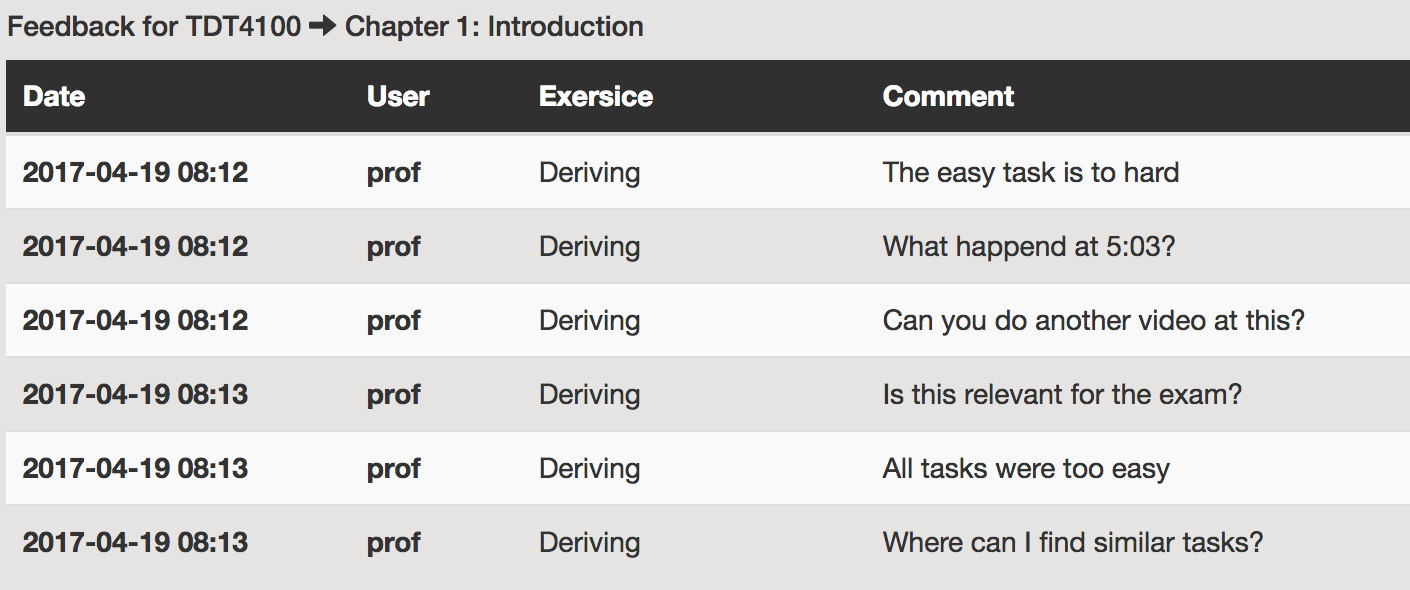 Feedback for TDT4100 ➔ Chapter 1: Introduction
Date User Exersice Comment
2017-04-19 08:12 prof Deriving The easy task is to hard
2017-04-19 08:12 prof Deriving What happend at 5:03?
2017-04-19 08:12 prof Deriving Can you do another video at this?
2017-04-19 08:13 prof Deriving Is this relevant for the exam?
2017-04-19 08:13 prof Deriving All tasks were too easy
2017-04-19 08:13 prof Deriving Where can I find similar tasks?